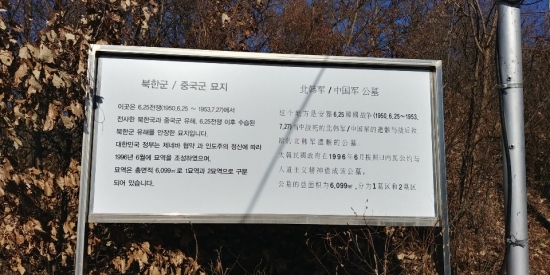 북한군 / 중국군 묘지
이곳은 6.25전쟁(1950.6.25 ~ 1953.7.27)에서
전사한 북한군과 중국군 유해, 6.25전쟁 이후 수습된
북한군 유해를 안장한 묘지입니다.
대한민국 정부는 제네바 협약 과 인도주의 정신에 따라
1996년 6월에 묘역을 조성하였으며,
묘역은 총면적 6,099㎡로 1묘역과 2묘역으로 구분
되어 있습니다.
北韩军 / 中国军 公墓
这个地方是安葬6.25韩战战争(1950.6.25~1953.
7.27)当中战死的北韩军/中国军的遗骸与战后
的北韩军遗骸的公墓.
大韩民国政府在1996年6月按照日内瓦公约与
人道主义精神造成该公墓.
公墓的总面积为6,099㎡,分为1墓区和2墓区